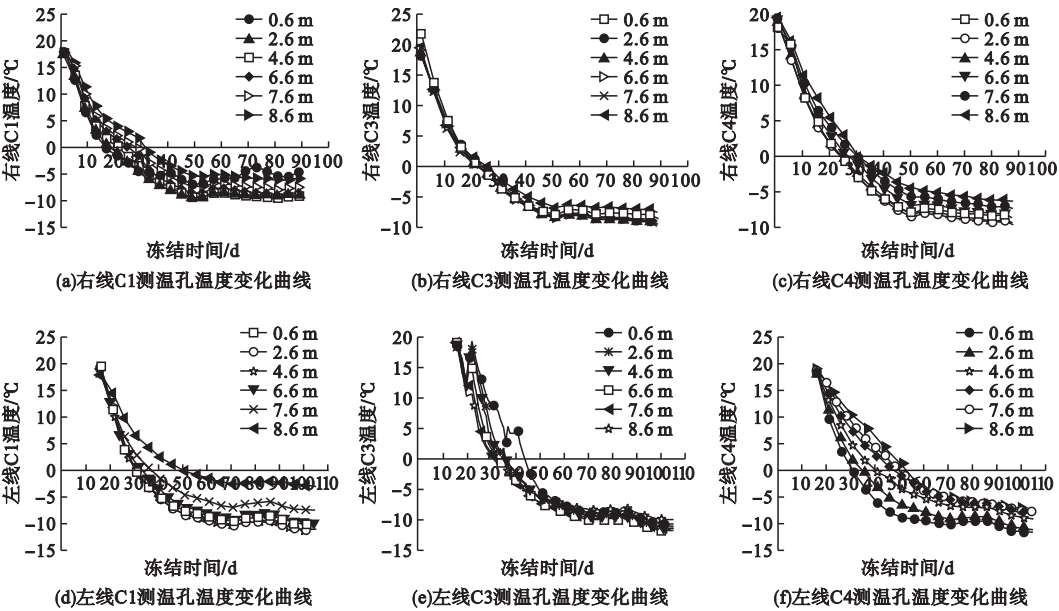 右线C1温度/℃
25
20
15
10
5
0
−5
−10
−15
10 20 30 40 50 60 70 80 90 100
0.6 m
2.6 m
4.6 m
6.6 m
7.6 m
8.6 m
冻结时间/d
(a)右线C1测温孔温度变化曲线
右线C3温度/℃
25
20
15
10
5
0
−5
−10
10 20 30 40 50 60 70 80 90 100
0.6 m
2.6 m
4.6 m
6.6 m
7.6 m
8.6 m
冻结时间/d
(b)右线C3测温孔温度变化曲线
右线C4温度/℃
20
15
10
5
0
−5
−10
10 20 30 40 50 60 70 80 90 100
0.6 m
2.6 m
4.6 m
6.6 m
7.6 m
8.6 m
冻结时间/d
(c)右线C4测温孔温度变化曲线
左线C1温度/℃
25
20
15
10
5
0
−5
−10
−15
10 20 30 40 50 60 70 80 90 100
0.6 m
2.6 m
4.6 m
6.6 m
7.6 m
8.6 m
冻结时间/d
(d)左线C1测温孔温度变化曲线
左线C3温度/℃
20
15
10
5
0
−5
−10
−15
10 20 30 40 50 60 70 80 90 100 110
0.6 m
2.6 m
4.6 m
6.6 m
7.6 m
8.6 m
冻结时间/d
(e)左线C3测温孔温度变化曲线
左线C4温度/℃
25
20
15
10
5
0
−5
−10
−15
10 20 30 40 50 60 70 80 90 100 110
0.6 m
2.6 m
4.6 m
6.6 m
7.6 m
8.6 m
冻结时间/d
(f)左线C4测温孔温度变化曲线